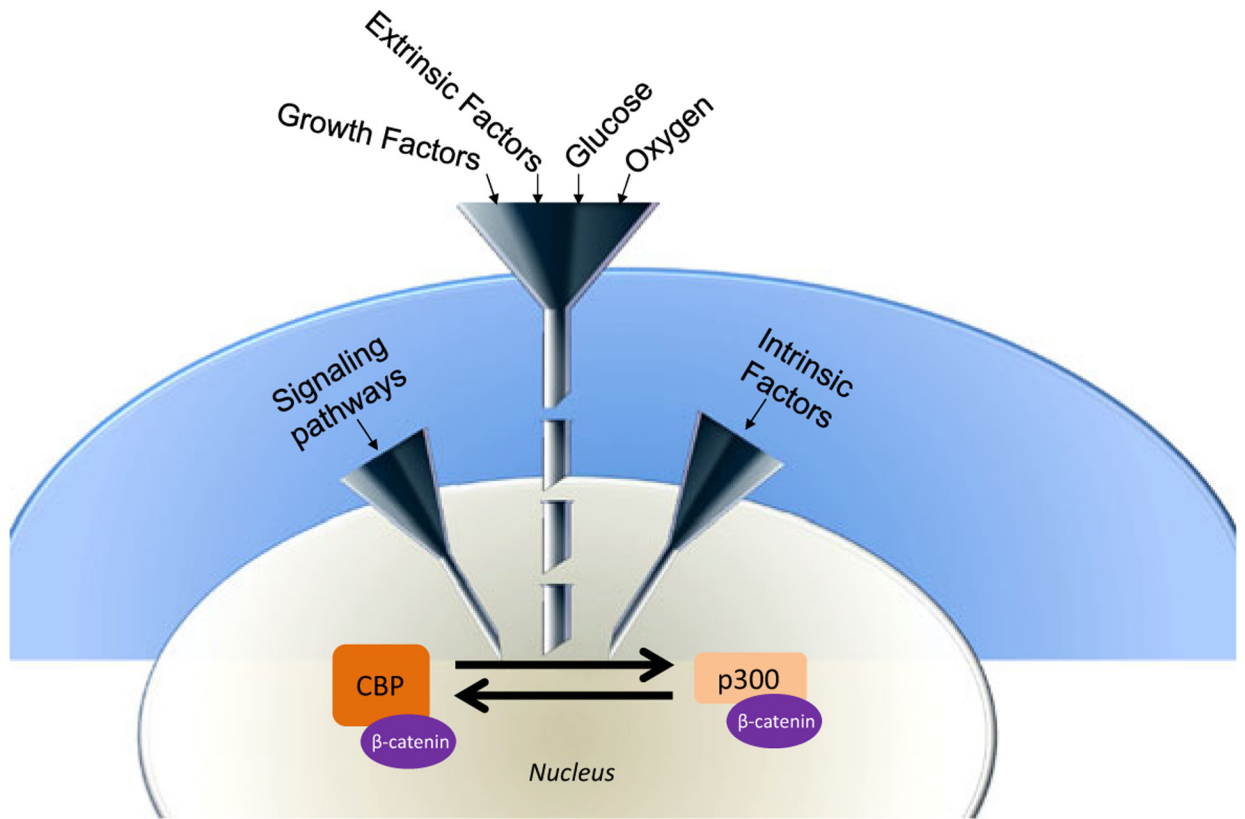 Extrinsic Factors
Growth Factors
Glucose
Oxygen
Signaling
pathways
Intrinsic
Factors
CBP
β-catenin
p300
β-catenin
Nucleus